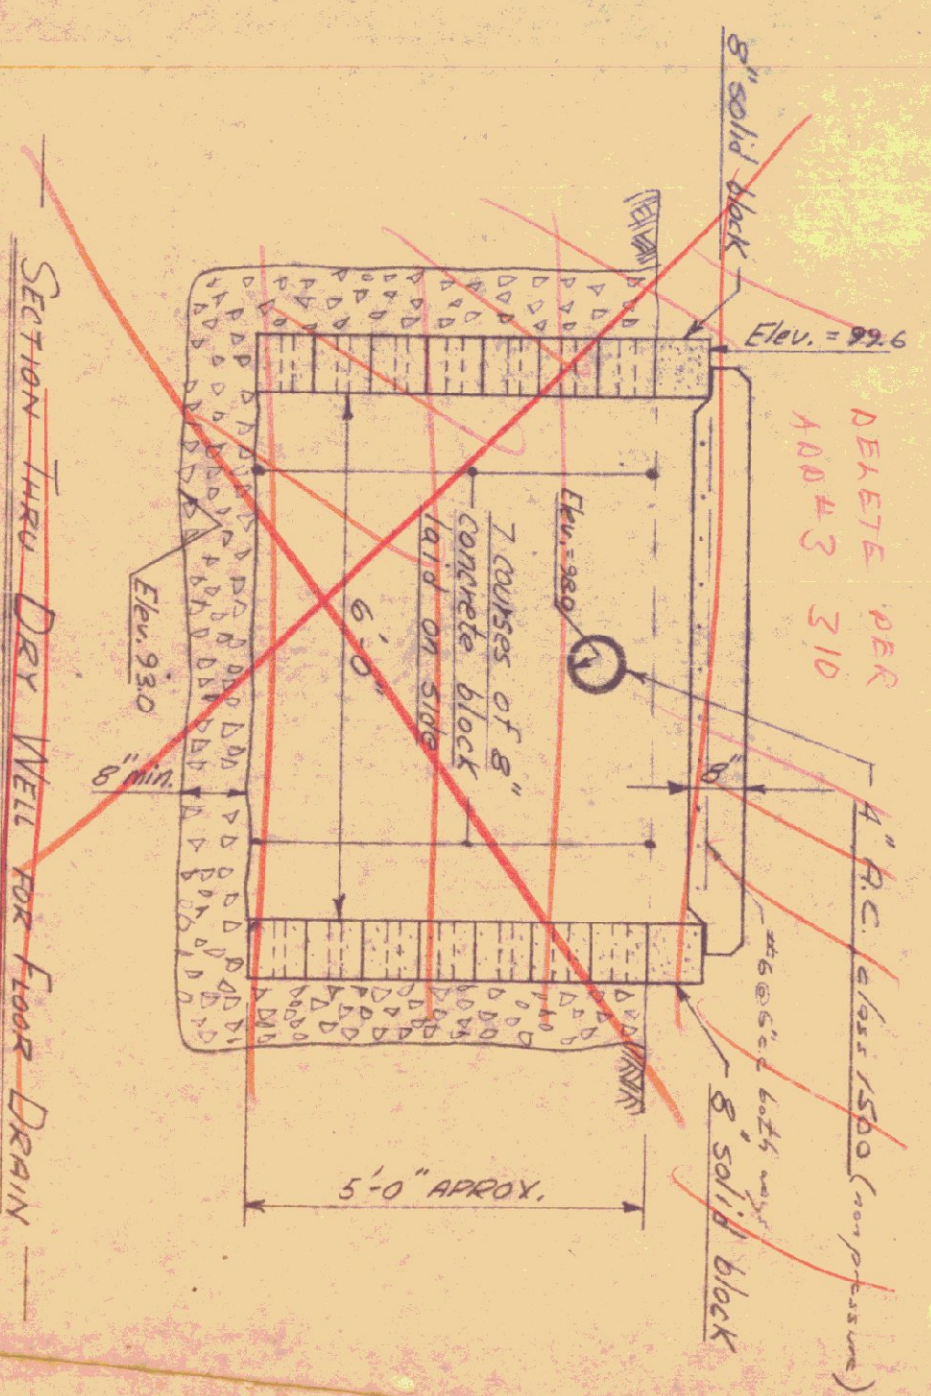 DELETE PER
ADD #3 310
4" A.C. class 1500 (non pressure)
#6@6"cc both ways
8" solid block
Elev. = 99.6
8"
8" solid block
Elev.=98.0
7 courses of 8"
concrete block
laid on side
6'-0"
5'-0" APROX.
Elev. 93.0
8" min.
— SECTION THRU DRY WELL FOR FLOOR DRAIN —